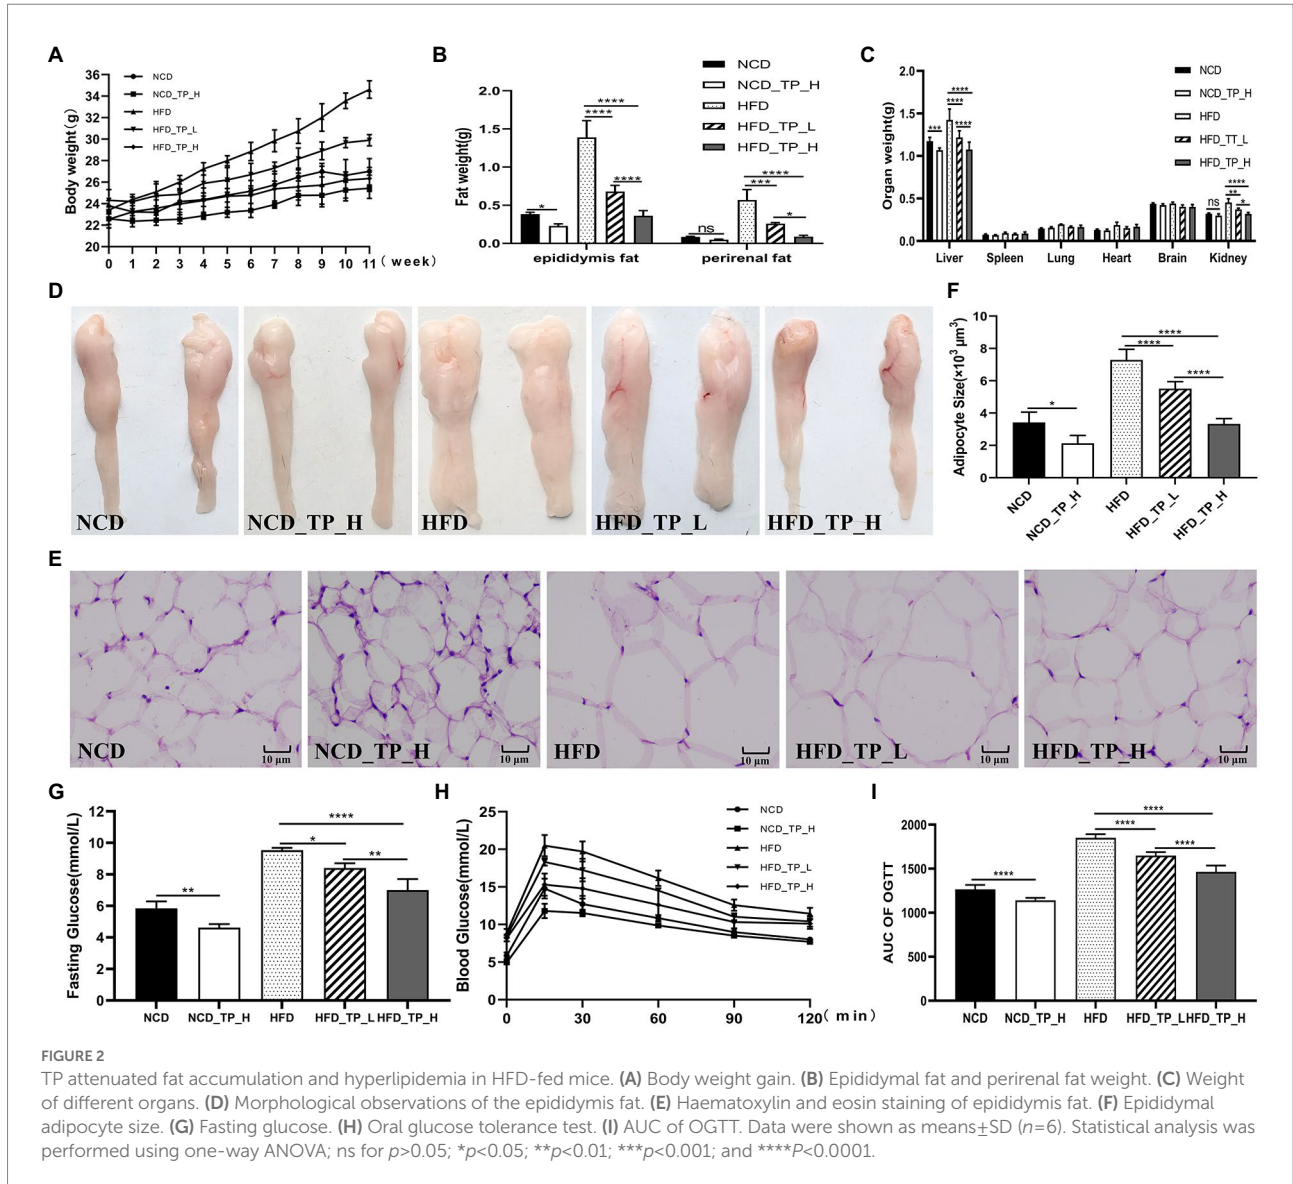 A
36
34
32
30
28
26
24
22
20
Body weight(g)
NCD
NCD_TP_H
HFD
HFD_TP_L
HFD_TP_H
0 1 2 3 4 5 6 7 8 9 10 11 (week)
B
NCD
NCD_TP_H
HFD
HFD_TP_L
HFD_TP_H
2.0
1.5
1.0
0.5
0.0
Fat weight(g)
****
****
****
*
****
***
*
ns
epididymis fat perirenal fat
C
2.0
1.5
1.0
0.5
0.0
Organ weight(g)
NCD
NCD_TP_H
HFD
HFD_TT_L
HFD_TP_H
****
****
*** ****
****
**
ns *
Liver Spleen Lung Heart Brain Kidney
D
NCD
NCD_TP_H
HFD
HFD_TP_L
HFD_TP_H
F
10
8
6
4
2
0
Adipocyte Size(×10³ μm³)
****
****
****
*
NCD
NCD_TP_H
HFD
HFD_TP_L
HFD_TP_H
E
NCD 10 μm
NCD_TP_H 10 μm
HFD 10 μm
HFD_TP_L 10 μm
HFD_TP_H 10 μm
G
12
10
8
6
4
2
0
Fasting Glucose(mmol/L)
****
*
**
**
NCD NCD_TP_H HFD HFD_TP_L HFD_TP_H
H
25
20
15
10
5
0
Blood Glucose(mmol/L)
NCD
NCD_TP_H
HFD
HFD_TP_L
HFD_TP_H
0 30 60 90 120 (min)
I
2000
1500
1000
500
0
AUC OF OGTT
****
****
****
****
NCD NCD_TP_H HFD HFD_TP_L HFD_TP_H
FIGURE 2
TP attenuated fat accumulation and hyperlipidemia in HFD-fed mice. (A) Body weight gain. (B) Epididymal fat and perirenal fat weight. (C) Weight
of different organs. (D) Morphological observations of the epididymis fat. (E) Haematoxylin and eosin staining of epididymis fat. (F) Epididymal
adipocyte size. (G) Fasting glucose. (H) Oral glucose tolerance test. (I) AUC of OGTT. Data were shown as means±SD (n=6). Statistical analysis was
performed using one-way ANOVA; ns for p>0.05; *p<0.05; **p<0.01; ***p<0.001; and ****P<0.0001.